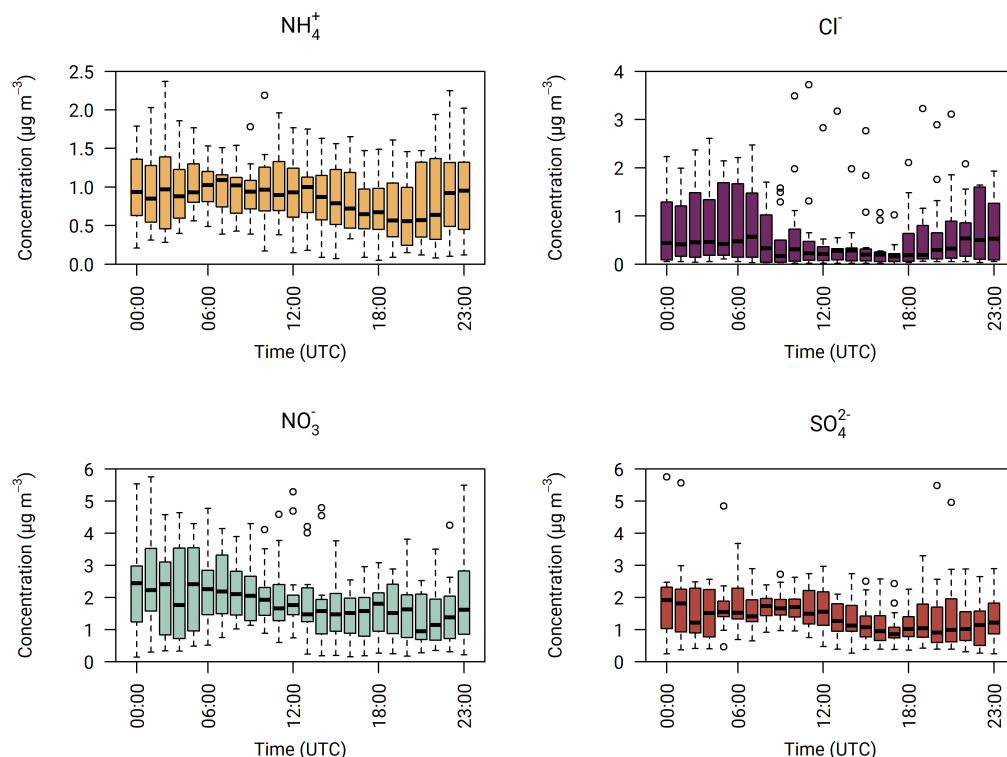 NH₄⁺
Concentration (µg m⁻³)
2.5
2.0
1.5
1.0
0.5
0.0
00:00 06:00 12:00 18:00 23:00
Time (UTC)
Cl⁻
Concentration (µg m⁻³)
4
3
2
1
0
00:00 06:00 12:00 18:00 23:00
Time (UTC)
NO₃⁻
Concentration (µg m⁻³)
6
5
4
3
2
1
0
00:00 06:00 12:00 18:00 23:00
Time (UTC)
SO₄²⁻
Concentration (µg m⁻³)
6
5
4
3
2
1
0
00:00 06:00 12:00 18:00 23:00
Time (UTC)